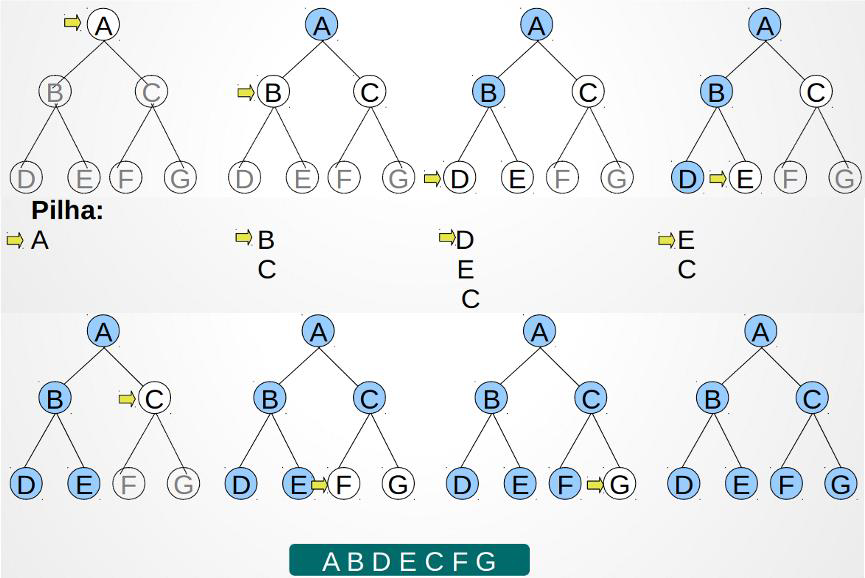 A A A A
B C B C B C B C
D E F G D E F G D E F G D E F G
Pilha:
A B D E
C E C
C
A A A A
B C B C B C B C
D E F G D E F G D E F G D E F G
A B D E C F G